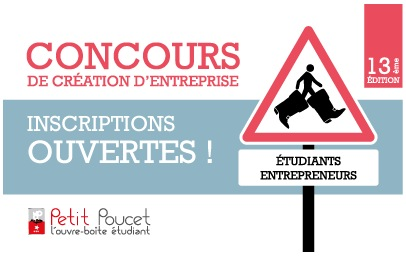 CONCOURS
DE CRÉATION D'ENTREPRISE
13ème
ÉDITION
INSCRIPTIONS
OUVERTES !
ÉTUDIANTS
ENTREPRENEURS
Petit Poucet
l'ouvre-boîte étudiant